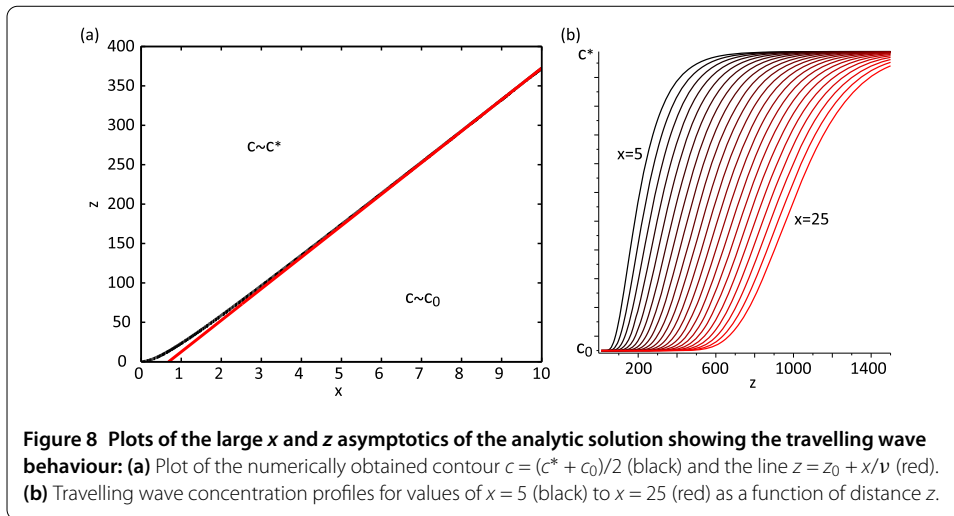 (a)
400
350
300
250
200
150
100
50
0
z
c~c*
c~c₀
0 1 2 3 4 5 6 7 8 9 10
x
(b)
c*
x=5
x=25
c₀
200 600 1000 1400
z
Figure 8 Plots of the large x and z asymptotics of the analytic solution showing the travelling wave
behaviour: (a) Plot of the numerically obtained contour c = (c* + c₀)/2 (black) and the line z = z₀ + x/ν (red).
(b) Travelling wave concentration profiles for values of x = 5 (black) to x = 25 (red) as a function of distance z.